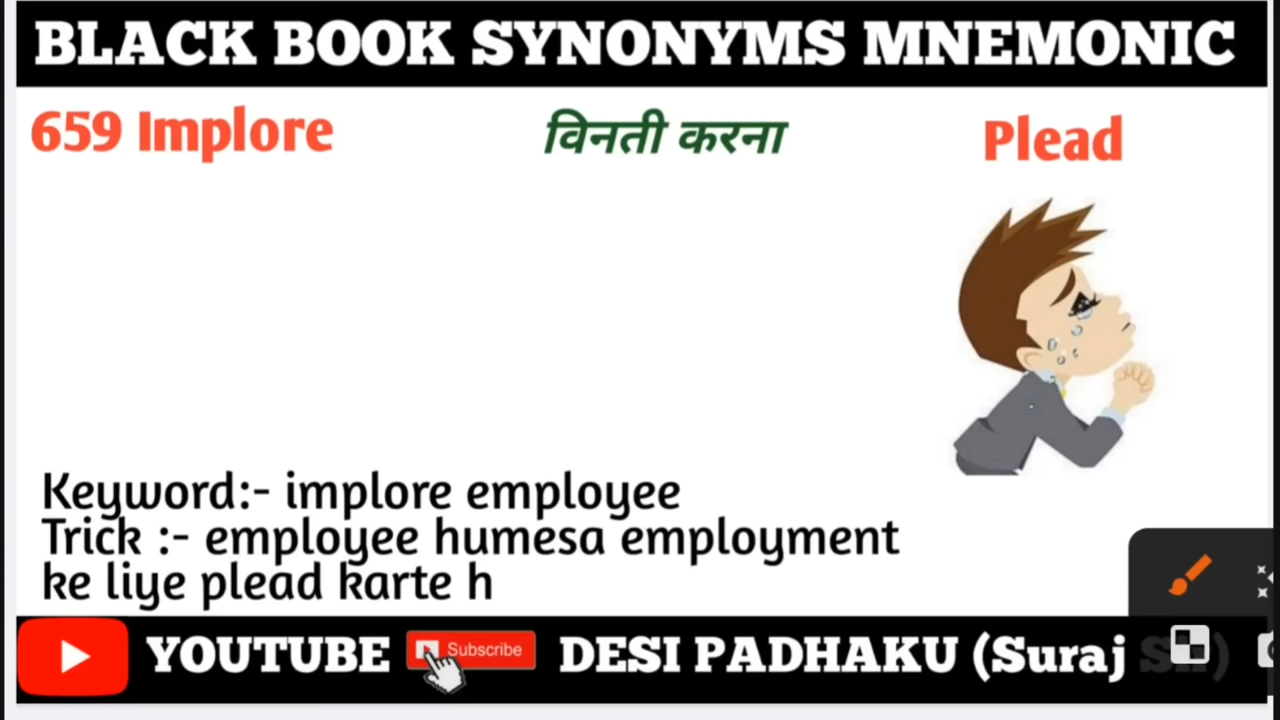 BLACK BOOK SYNONYMS MNEMONIC
659 Implore विनती करना Plead
Keyword:- implore employee
Trick :- employee humesa employment
ke liye plead karte h
YOUTUBE Subscribe DESI PADHAKU (Suraj